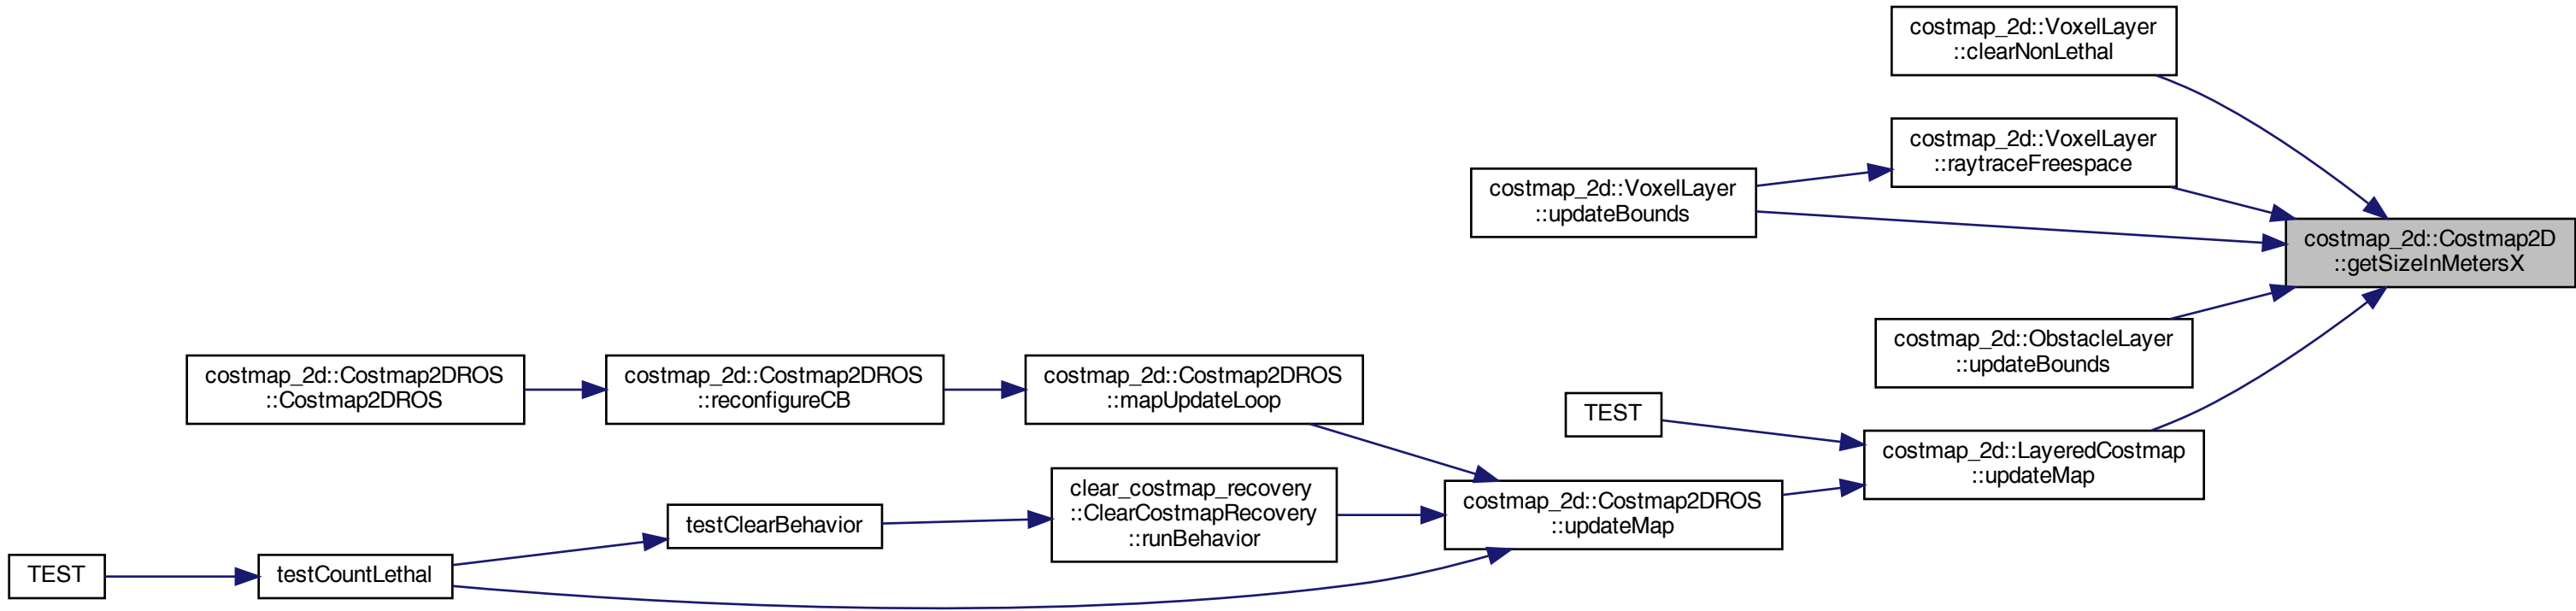 costmap_2d::VoxelLayer
::clearNonLethal
costmap_2d::VoxelLayer
::raytraceFreespace
costmap_2d::VoxelLayer
::updateBounds
costmap_2d::Costmap2D
::getSizeInMetersX
costmap_2d::ObstacleLayer
::updateBounds
costmap_2d::Costmap2DROS
::Costmap2DROS
costmap_2d::Costmap2DROS
::reconfigureCB
costmap_2d::Costmap2DROS
::mapUpdateLoop
TEST
costmap_2d::LayeredCostmap
::updateMap
clear_costmap_recovery
::ClearCostmapRecovery
::runBehavior
costmap_2d::Costmap2DROS
::updateMap
testClearBehavior
TEST
testCountLethal